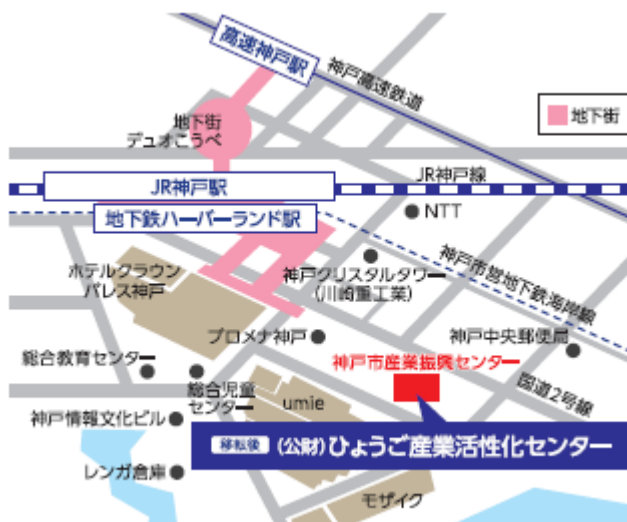 高速神戸駅
神戸高速鉄道
地下街
地下街
デュオこうべ
JR神戸線
JR神戸駅
NTT
地下鉄ハーバーランド駅
神戸市営地下鉄海岸線
ホテルクラウン
パレス神戸
神戸クリスタルタワー
(川崎重工業)
プロメナ神戸
神戸中央郵便局
総合教育センター
神戸市産業振興センター
国道2号線
総合児童
センター
umie
神戸情報文化ビル
移転後 (公財)ひょうご産業活性化センター
レンガ倉庫
モザイク